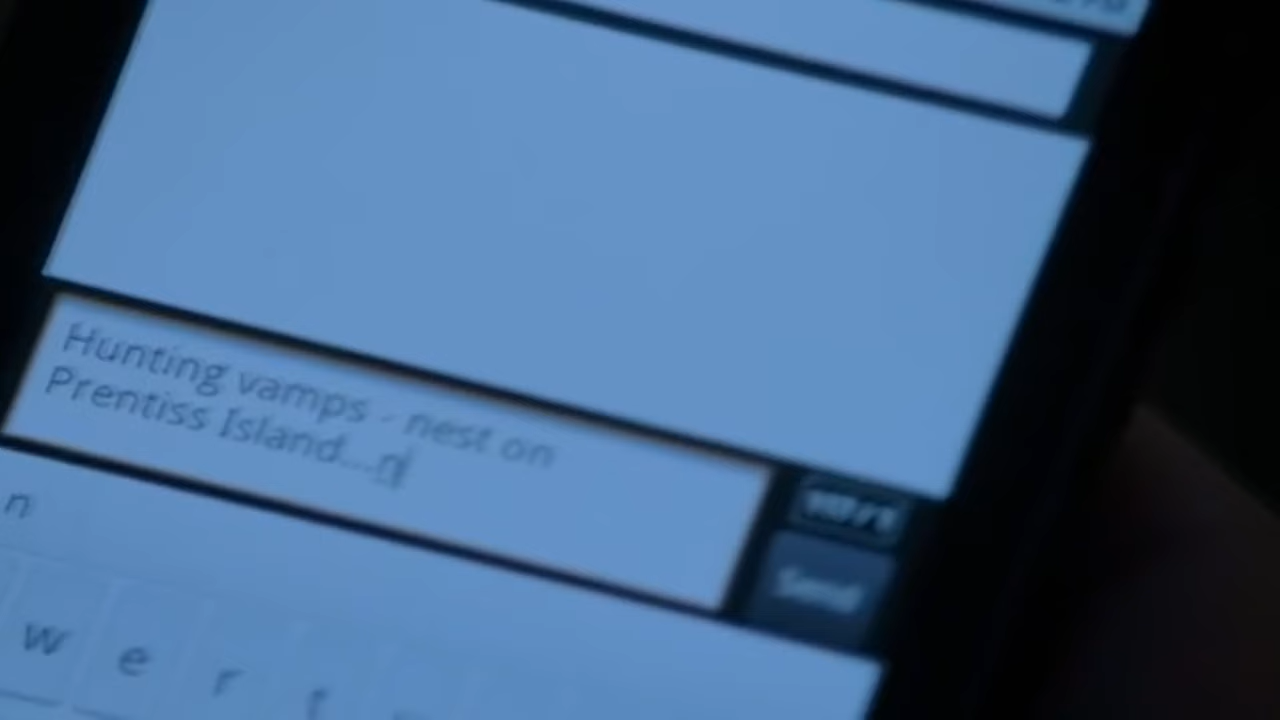 Hunting vamps - nest on
Prentiss Island...n
n
Send
w e r t